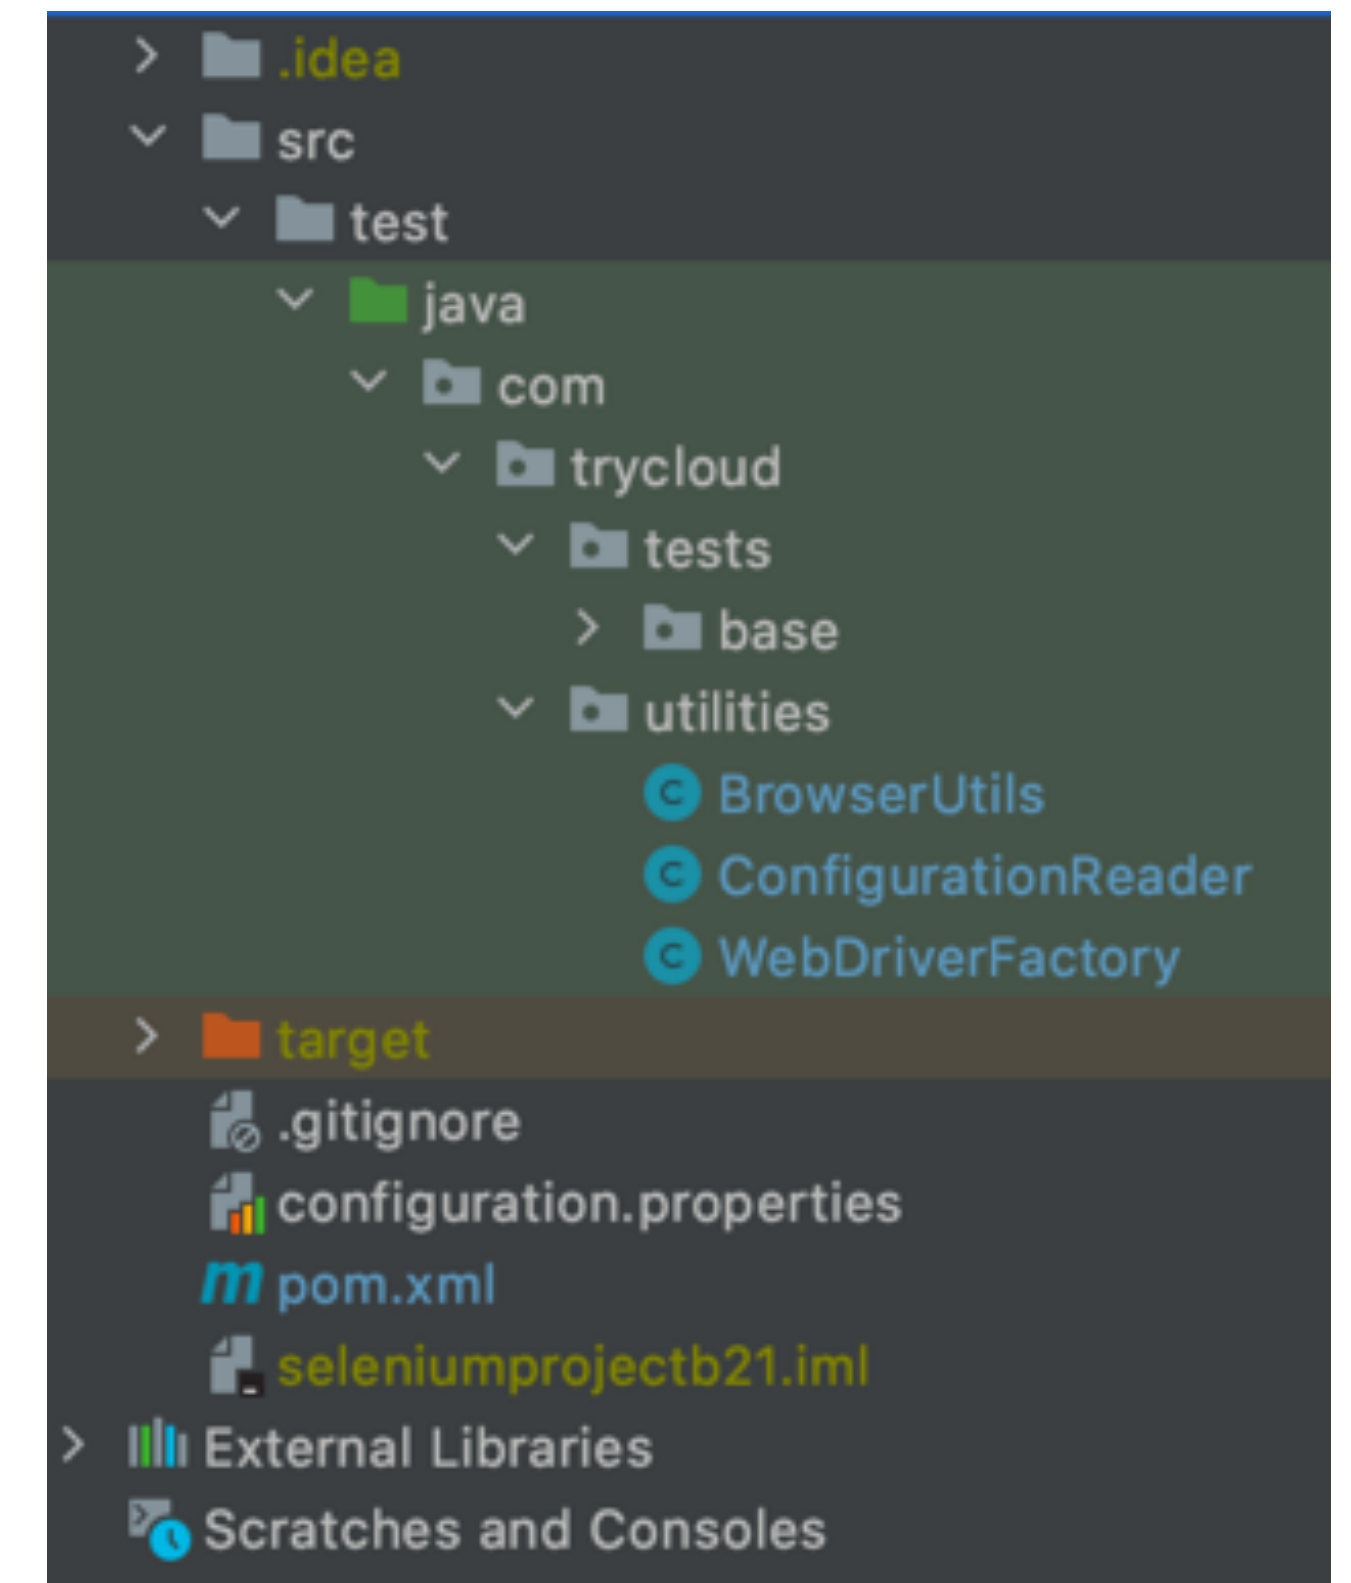 .idea
src
test
java
com
trycloud
tests
base
utilities
BrowserUtils
ConfigurationReader
WebDriverFactory
target
.gitignore
configuration.properties
pom.xml
seleniumprojectb21.iml
External Libraries
Scratches and Consoles